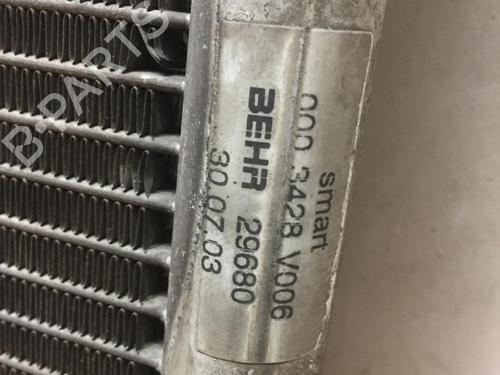 smart
000 3428 V006
BEHR 29680
30.07.03
B-PARTS